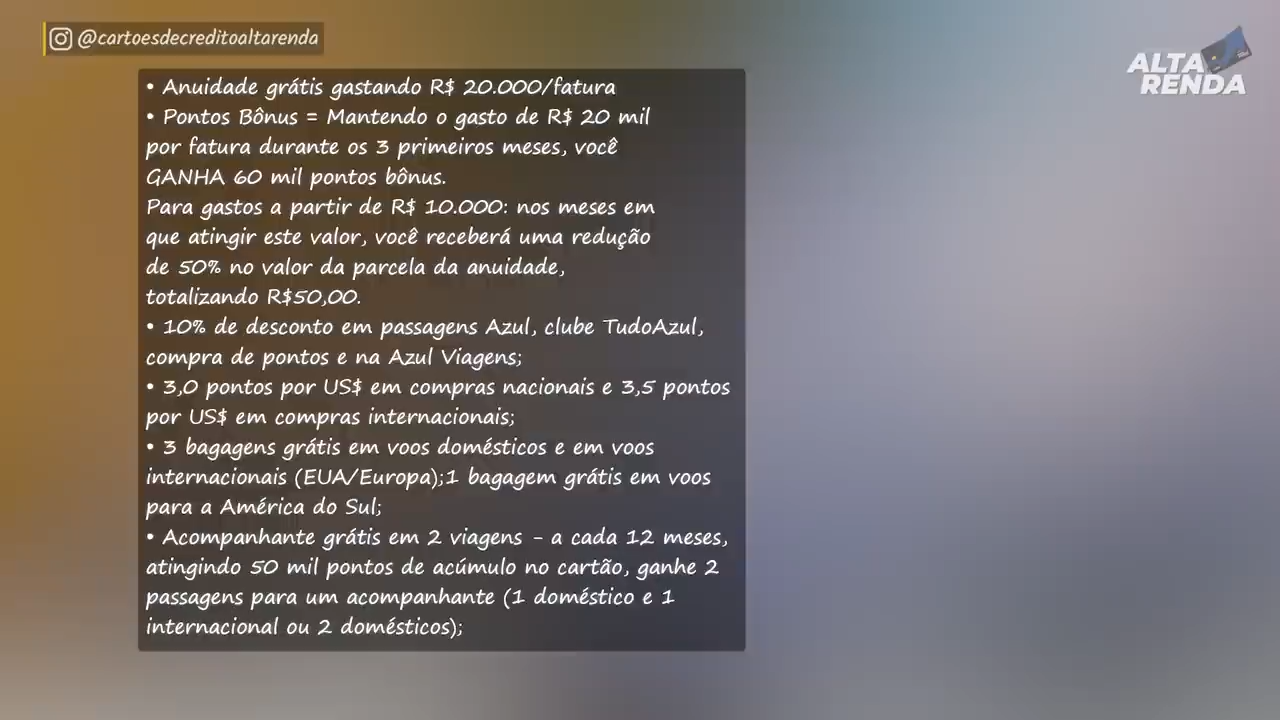 @cartoesdecreditoaltarenda
ALTA
RENDA
• Anuidade grátis gastando R$ 20.000/fatura
• Pontos Bônus = Mantendo o gasto de R$ 20 mil
por fatura durante os 3 primeiros meses, você
GANHA 60 mil pontos bônus.
Para gastos a partir de R$ 10.000: nos meses em
que atingir este valor, você receberá uma redução
de 50% no valor da parcela da anuidade,
totalizando R$50,00.
• 10% de desconto em passagens Azul, clube TudoAzul,
compra de pontos e na Azul Viagens;
• 3,0 pontos por US$ em compras nacionais e 3,5 pontos
por US$ em compras internacionais;
• 3 bagagens grátis em voos domésticos e em voos
internacionais (EUA/Europa);1 bagagem grátis em voos
para a América do Sul;
• Acompanhante grátis em 2 viagens - a cada 12 meses,
atingindo 50 mil pontos de acúmulo no cartão, ganhe 2
passagens para um acompanhante (1 doméstico e 1
internacional ou 2 domésticos);